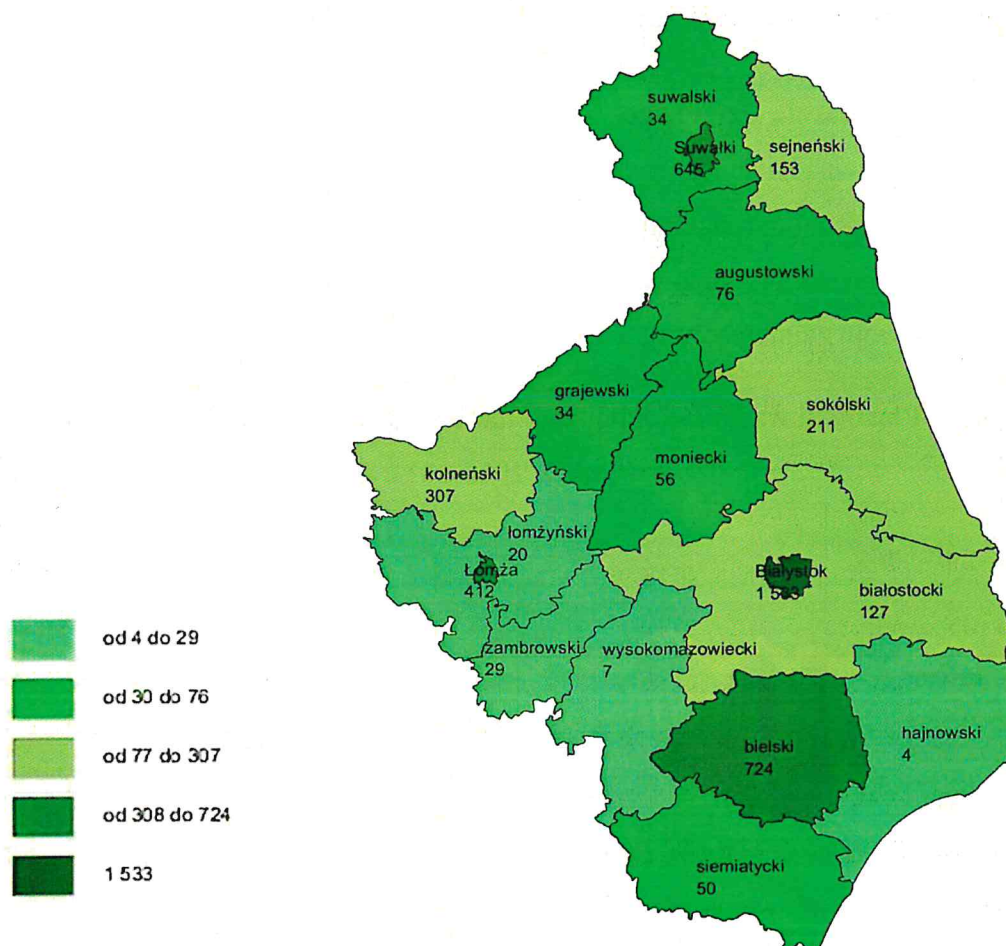 suwalski
34
Suwałki
645
sejneński
153
augustowski
76
grajewski
34
sokólski
211
moniecki
56
kolneński
307
łomżyński
20
Łomża
412
Białystok
1 533
białostocki
127
zambrowski
29
wysokomazowiecki
7
hajnowski
4
bielski
724
siemiatycki
50
od 4 do 29
od 30 do 76
od 77 do 307
od 308 do 724
1 533